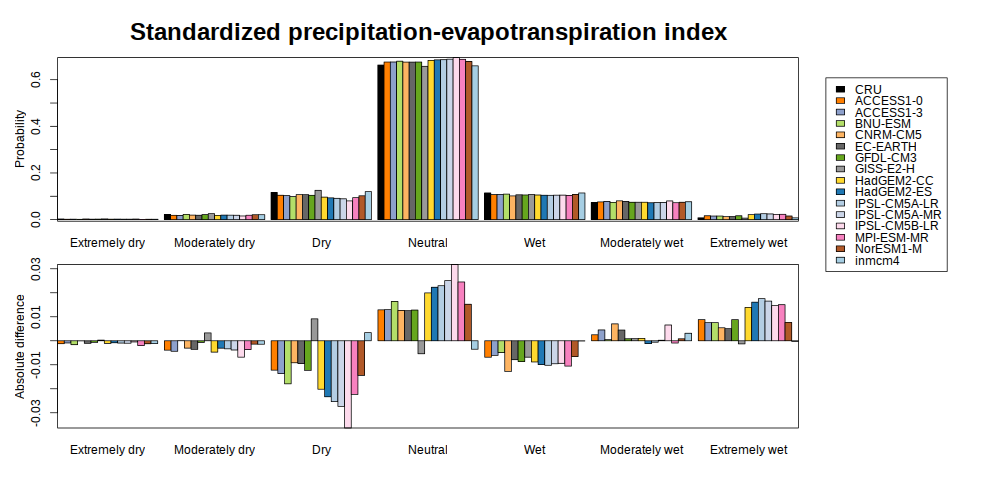 Standardized precipitation-evapotranspiration index
Probability
0.6
0.4
0.2
0.0
Extremely dry Moderately dry Dry Neutral Wet Moderately wet Extremely wet
Absolute difference
0.03
0.01
-0.01
-0.03
Extremely dry Moderately dry Dry Neutral Wet Moderately wet Extremely wet
CRU
ACCESS1-0
ACCESS1-3
BNU-ESM
CNRM-CM5
EC-EARTH
GFDL-CM3
GISS-E2-H
HadGEM2-CC
HadGEM2-ES
IPSL-CM5A-LR
IPSL-CM5A-MR
IPSL-CM5B-LR
MPI-ESM-MR
NorESM1-M
inmcm4